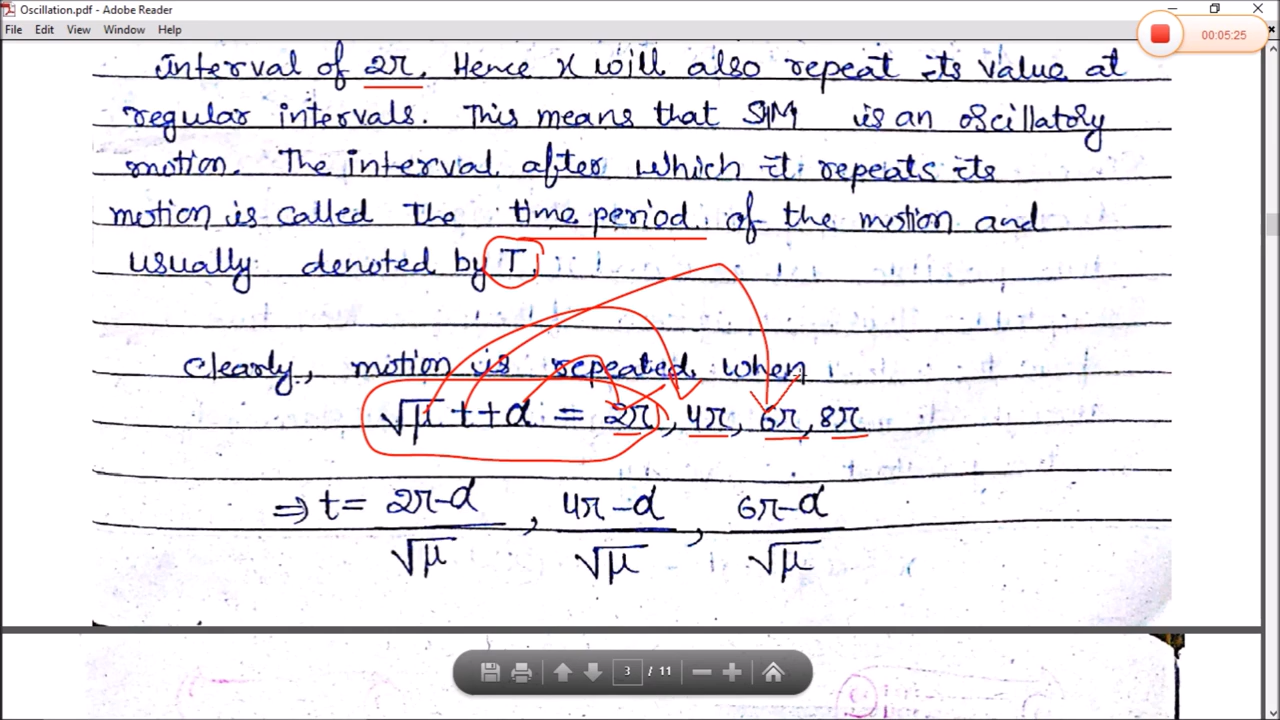 Oscillation.pdf - Adobe Reader
File Edit View Window Help
00:05:25
interval of 2π. Hence x will also repeat its value at
regular intervals. This means that SHM is an oscillatory
motion. The interval after which it repeats its
motion is called the time period of the motion and
usually denoted by T.
Clearly, motion is repeated when
√μ t + α = 2π, 4π, 6π, 8π
⇒ t = (2π-α)/√μ, (4π-α)/√μ, (6π-α)/√μ
3 / 11